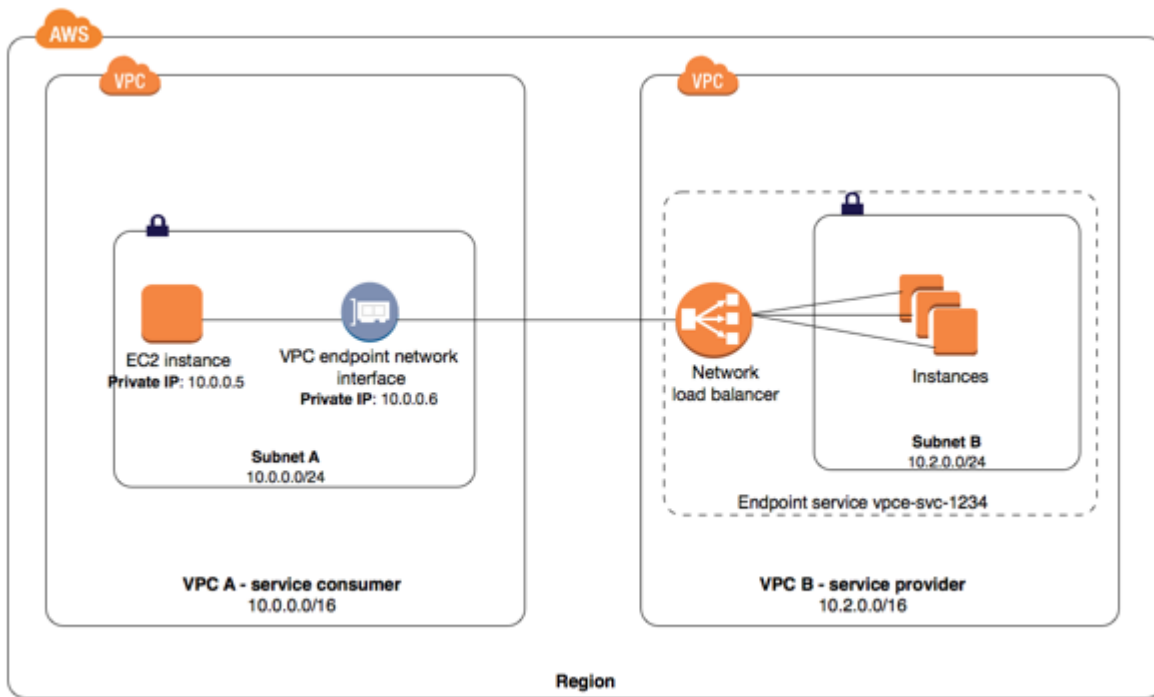 AWS
VPC
VPC
EC2 instance
Private IP: 10.0.0.5
VPC endpoint network
interface
Private IP: 10.0.0.6
Subnet A
10.0.0.0/24
VPC A - service consumer
10.0.0.0/16
Network
load balancer
Instances
Subnet B
10.2.0.0/24
Endpoint service vpce-svc-1234
VPC B - service provider
10.2.0.0/16
Region